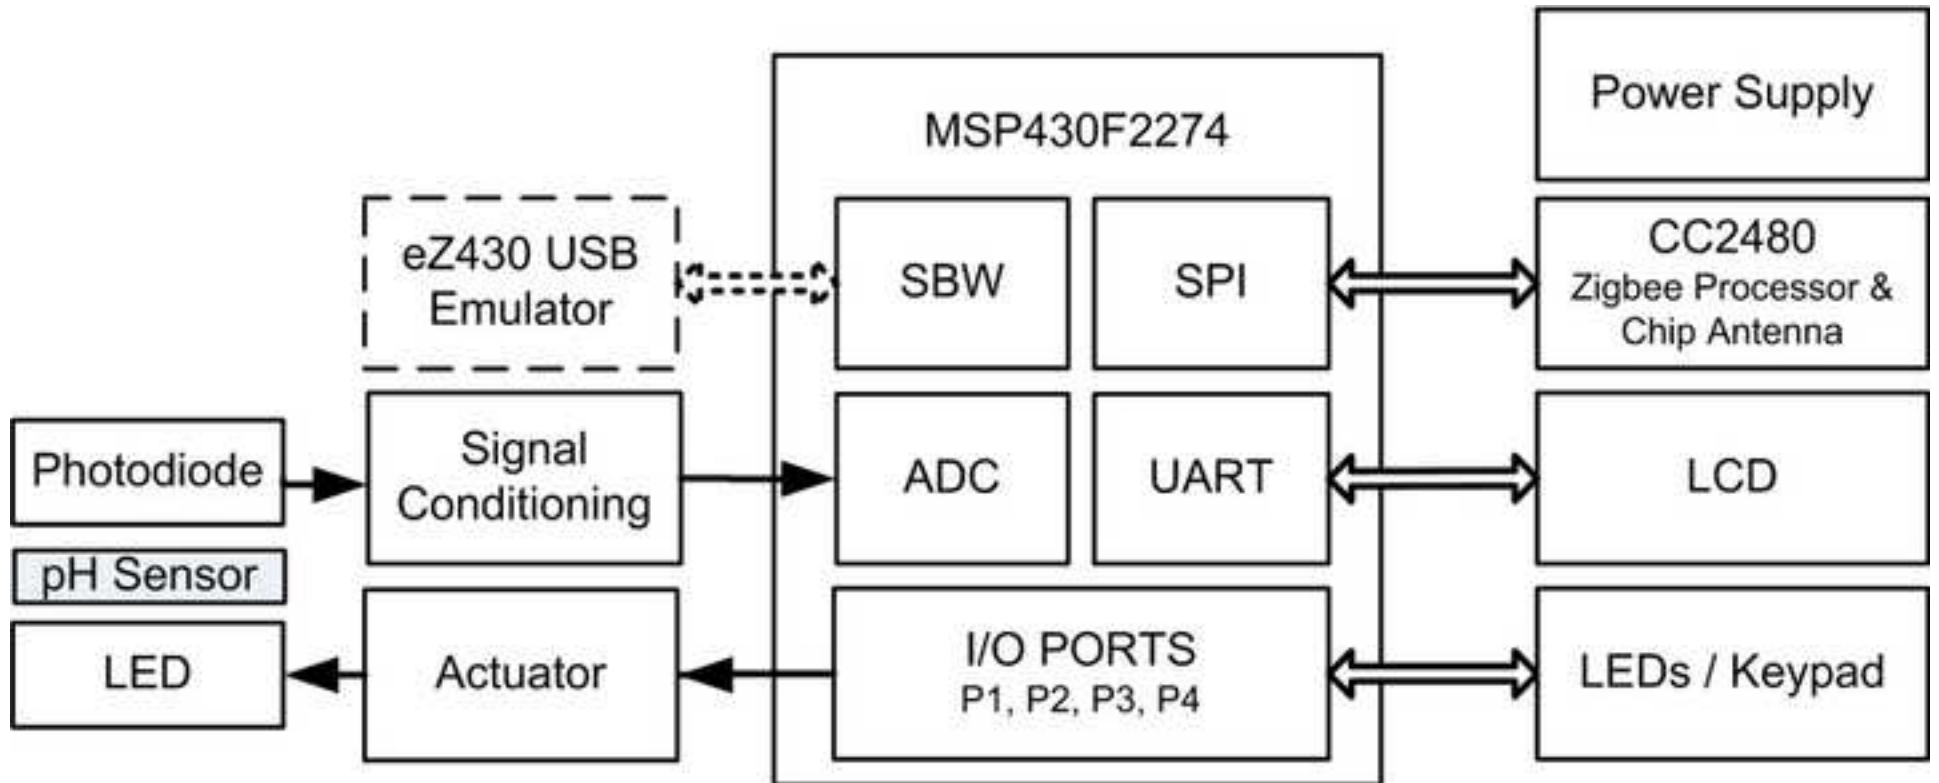 Power Supply
MSP430F2274
eZ430 USB
Emulator
SBW
SPI
CC2480
Zigbee Processor &
Chip Antenna
Photodiode
Signal
Conditioning
ADC
UART
LCD
pH Sensor
LED
Actuator
I/O PORTS
P1, P2, P3, P4
LEDs / Keypad